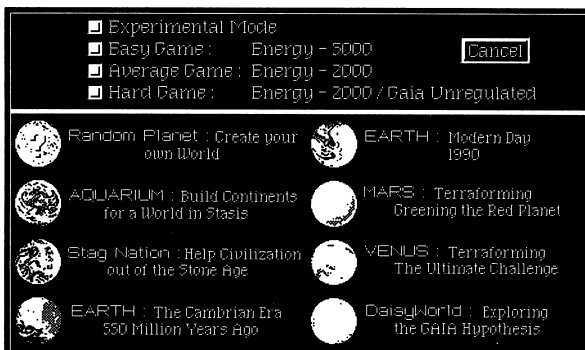 Experimental Mode
Easy Game : Energy - 5000
Average Game : Energy - 2000
Hard Game : Energy - 2000 / Gaia Unregulated
Cancel
Random Planet : Create your
own World
AQUARIUM : Build Continents
for a World in Stasis
Stag Nation : Help Civilization
out of the Stone Age
EARTH : The Cambrian Era
550 Million Years Ago
EARTH : Modern Day
1990
MARS : Terraforming
Greening the Red Planet
VENUS : Terraforming
The Ultimate Challenge
DaisyWorld : Exploring
the GAIA Hypothesis